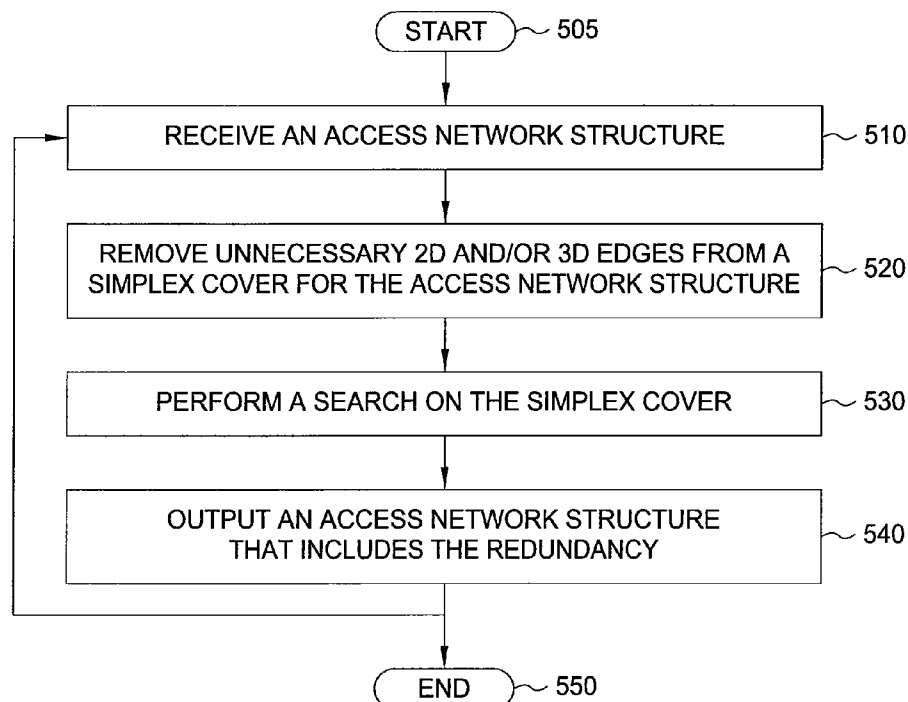 START 505
RECEIVE AN ACCESS NETWORK STRUCTURE 510
REMOVE UNNECESSARY 2D AND/OR 3D EDGES FROM A
SIMPLEX COVER FOR THE ACCESS NETWORK STRUCTURE 520
PERFORM A SEARCH ON THE SIMPLEX COVER 530
OUTPUT AN ACCESS NETWORK STRUCTURE
THAT INCLUDES THE REDUNDANCY 540
END 550